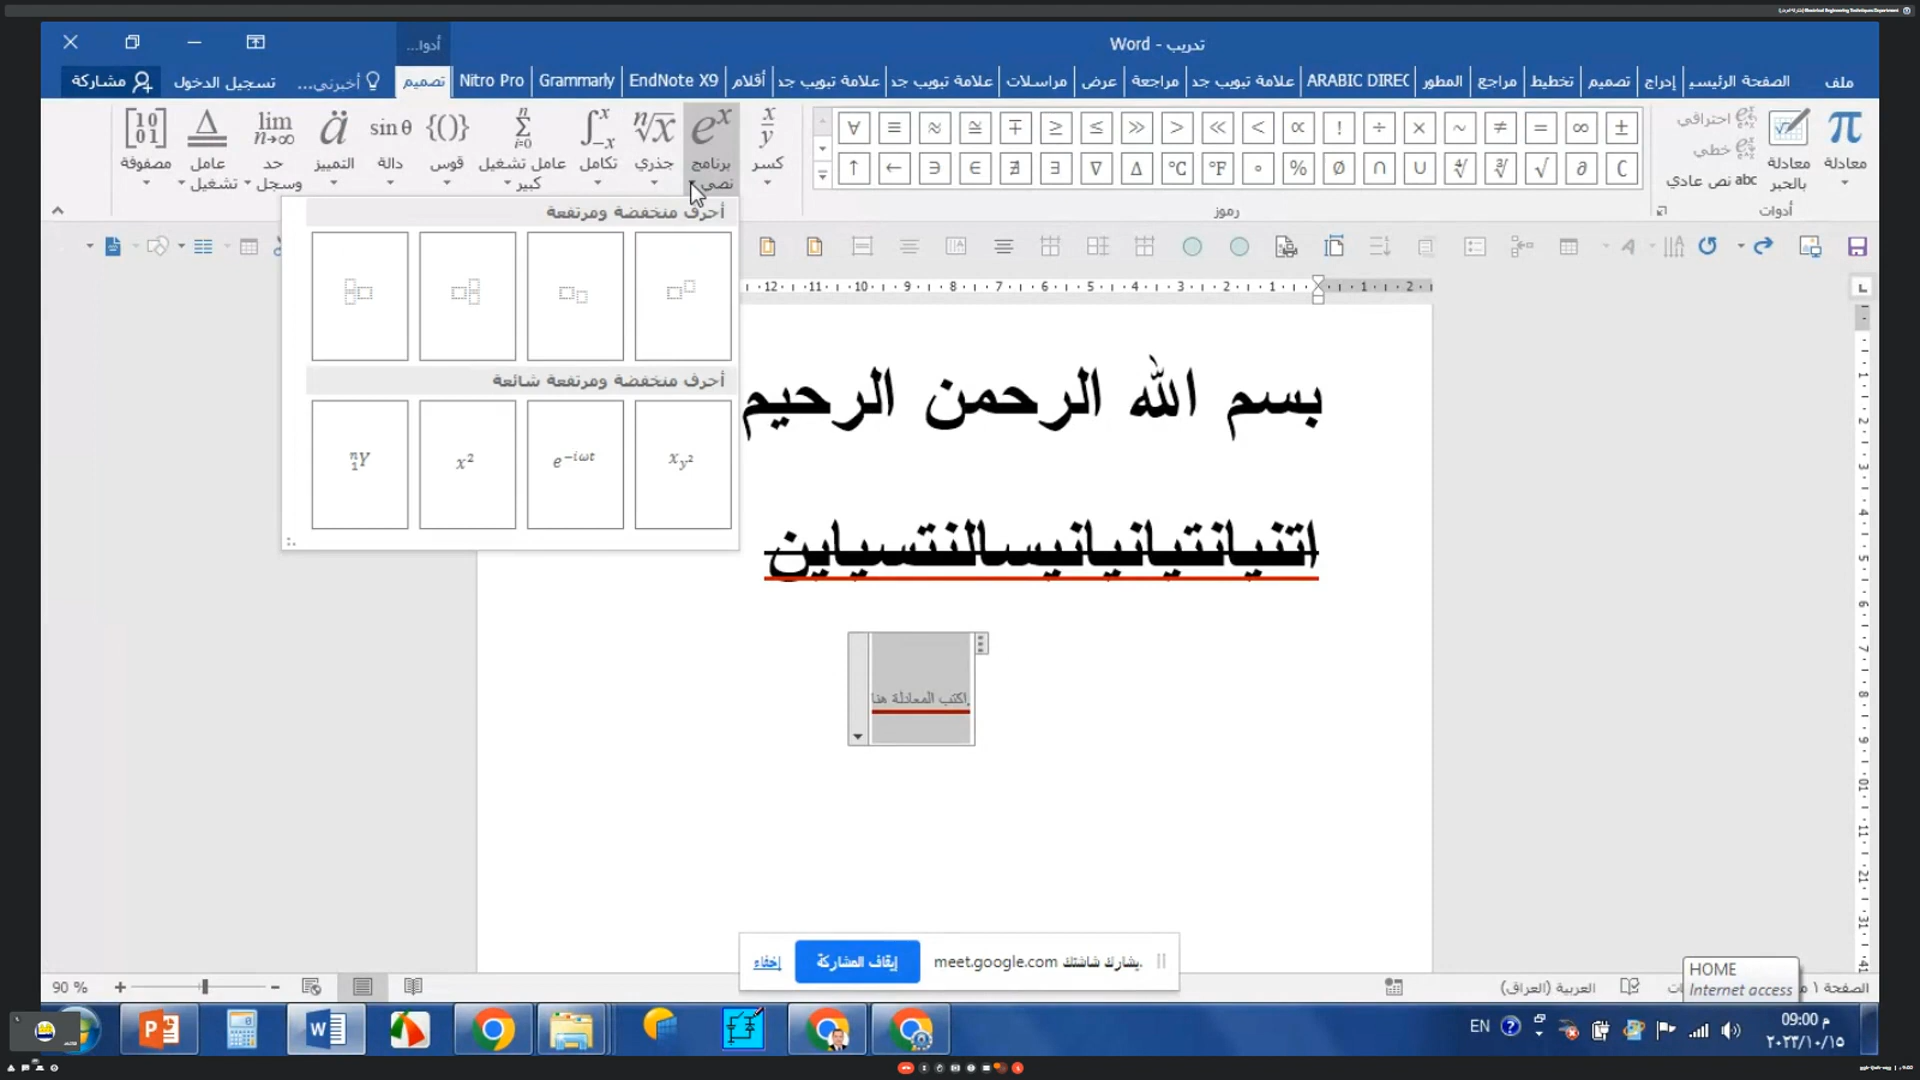 تدريب - Word
أدوا...
ملف
الصفحة الرئيسية
إدراج
تصميم
تخطيط
مراجع
المطور
ARABIC DIREC
علامة تبويب جد
مراجعة
عرض
مراسلات
علامة تبويب جد
علامة تبويب جد
أقلام
EndNote X9
Grammarly
Nitro Pro
تصميم
أخبرني...
تسجيل الدخول
مشاركة
π
معادلة
معادلة بالحبر
احترافي
خطي
abc نص عادي
أدوات
± ∞ = ≠ ~ × ÷ ! ∝ < ≪ > ≫ ≤ ≥ ∓ ≅ ≈ ≡ ∀
∁ ∂ √ ∛ ∜ ∪ ∩ ∅ % ° °F °C ∆ ∇ ∃ ∄ ∈ ∋ ← ↑
رموز
كسر
برنامج نصي
جذري
تكامل
عامل تشغيل كبير
قوس
دالة
التمييز
حد وسجل
عامل تشغيل
مصفوفة
أحرف منخفضة ومرتفعة
أحرف منخفضة ومرتفعة شائعة
بسم الله الرحمن الرحيم
اتنيانتيانيانيسالنتسياين
اكتب المعادلة هنا.
meet.google.com يشارك شاشتك.
إيقاف المشاركة
إخفاء
HOME
Internet access
العربية (العراق)
90 %
EN
09:00 م
٢٠٢٣/١٠/١٥